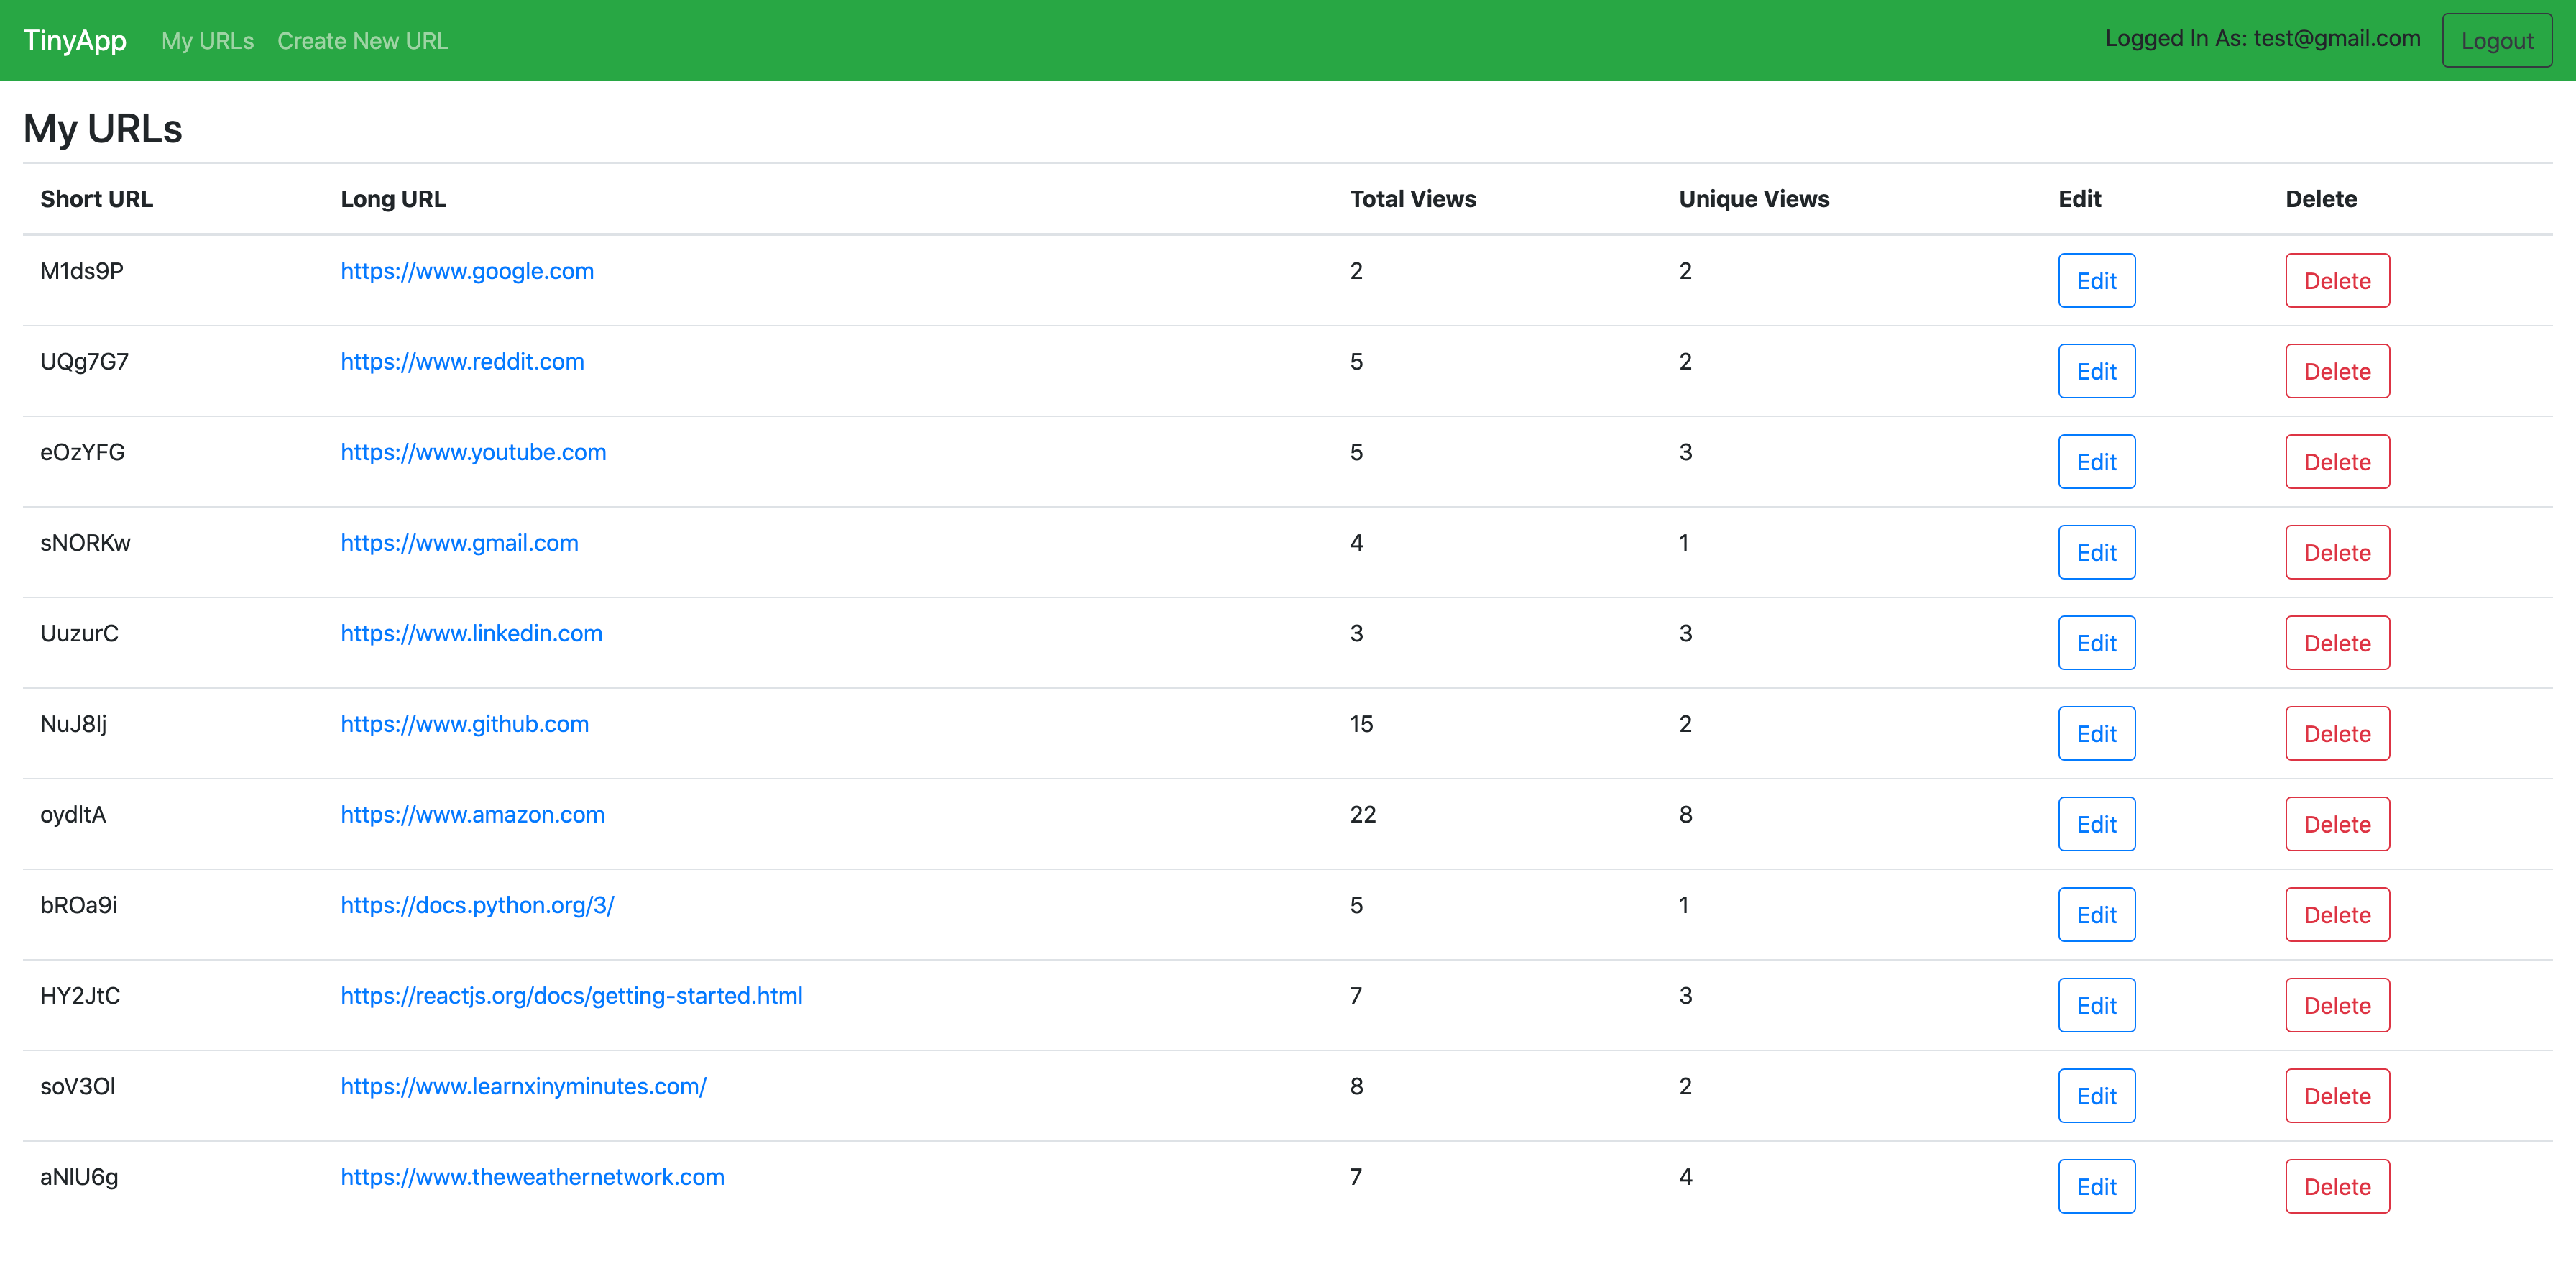 TinyApp My URLs Create New URL Logged In As: test@gmail.com Logout
My URLs
Short URL Long URL Total Views Unique Views Edit Delete
M1ds9P https://www.google.com 2 2 Edit Delete
UQg7G7 https://www.reddit.com 5 2 Edit Delete
eOzYFG https://www.youtube.com 5 3 Edit Delete
sNORKw https://www.gmail.com 4 1 Edit Delete
UuzurC https://www.linkedin.com 3 3 Edit Delete
NuJ8lj https://www.github.com 15 2 Edit Delete
oydltA https://www.amazon.com 22 8 Edit Delete
bROa9i https://docs.python.org/3/ 5 1 Edit Delete
HY2JtC https://reactjs.org/docs/getting-started.html 7 3 Edit Delete
soV3Ol https://www.learnxinyminutes.com/ 8 2 Edit Delete
aNlU6g https://www.theweathernetwork.com 7 4 Edit Delete